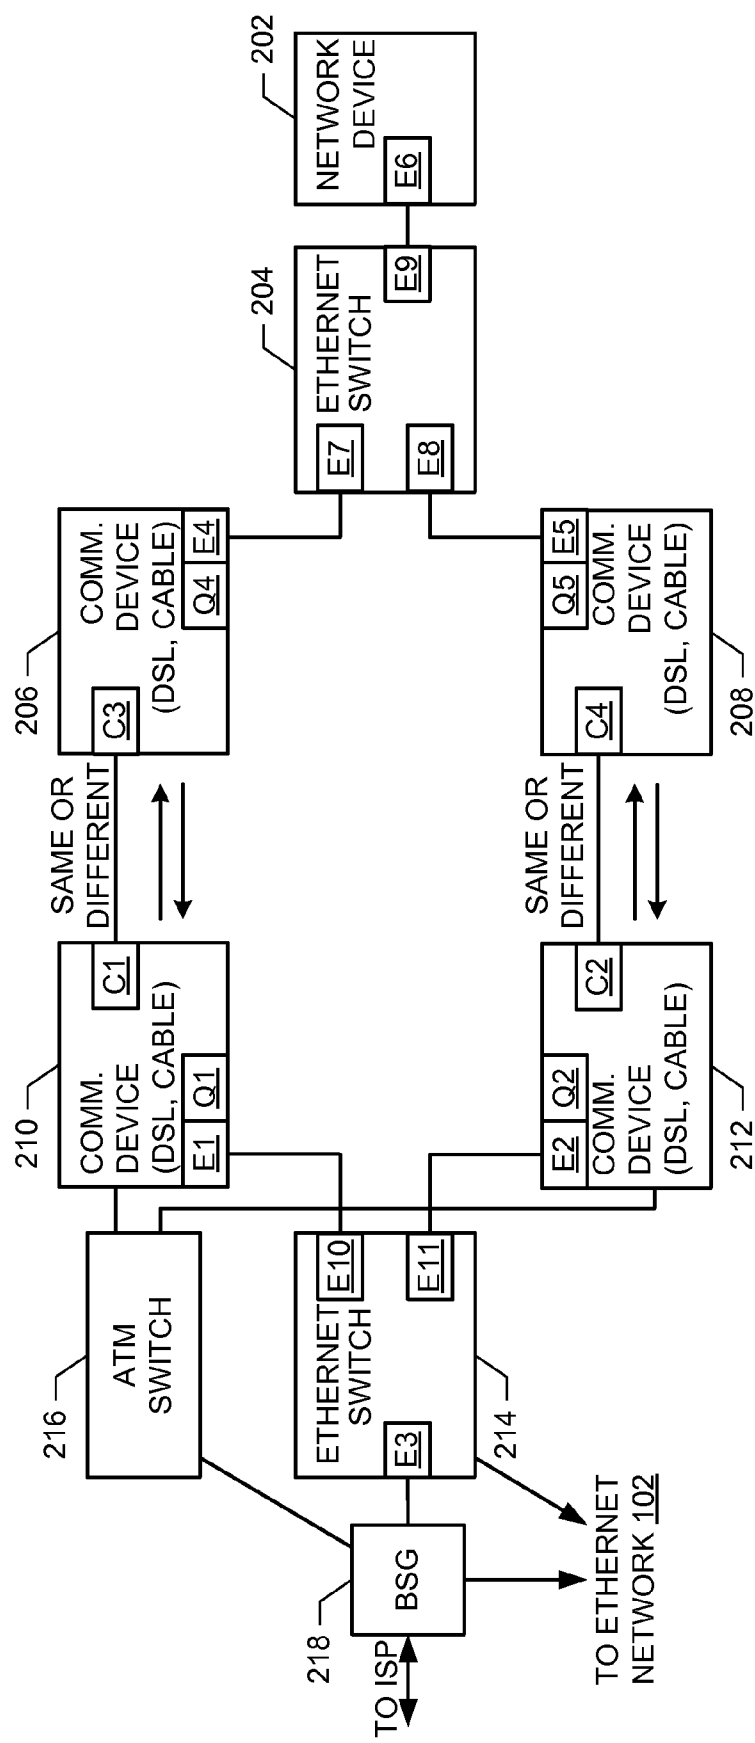 216
ATM
SWITCH
210
COMM.
DEVICE
(DSL, CABLE)
C1
E1
Q1
SAME OR
DIFFERENT
206
COMM.
DEVICE
(DSL, CABLE)
C3
Q4
E4
218
BSG
TO ISP
ETHERNET
SWITCH
E10
E3
E11
214
204
ETHERNET
SWITCH
E7
E9
E8
202
NETWORK
DEVICE
E6
TO ETHERNET
NETWORK 102
E2
Q2
COMM.
DEVICE
(DSL, CABLE)
C2
212
SAME OR
DIFFERENT
Q5
E5
COMM.
DEVICE
(DSL, CABLE)
C4
208